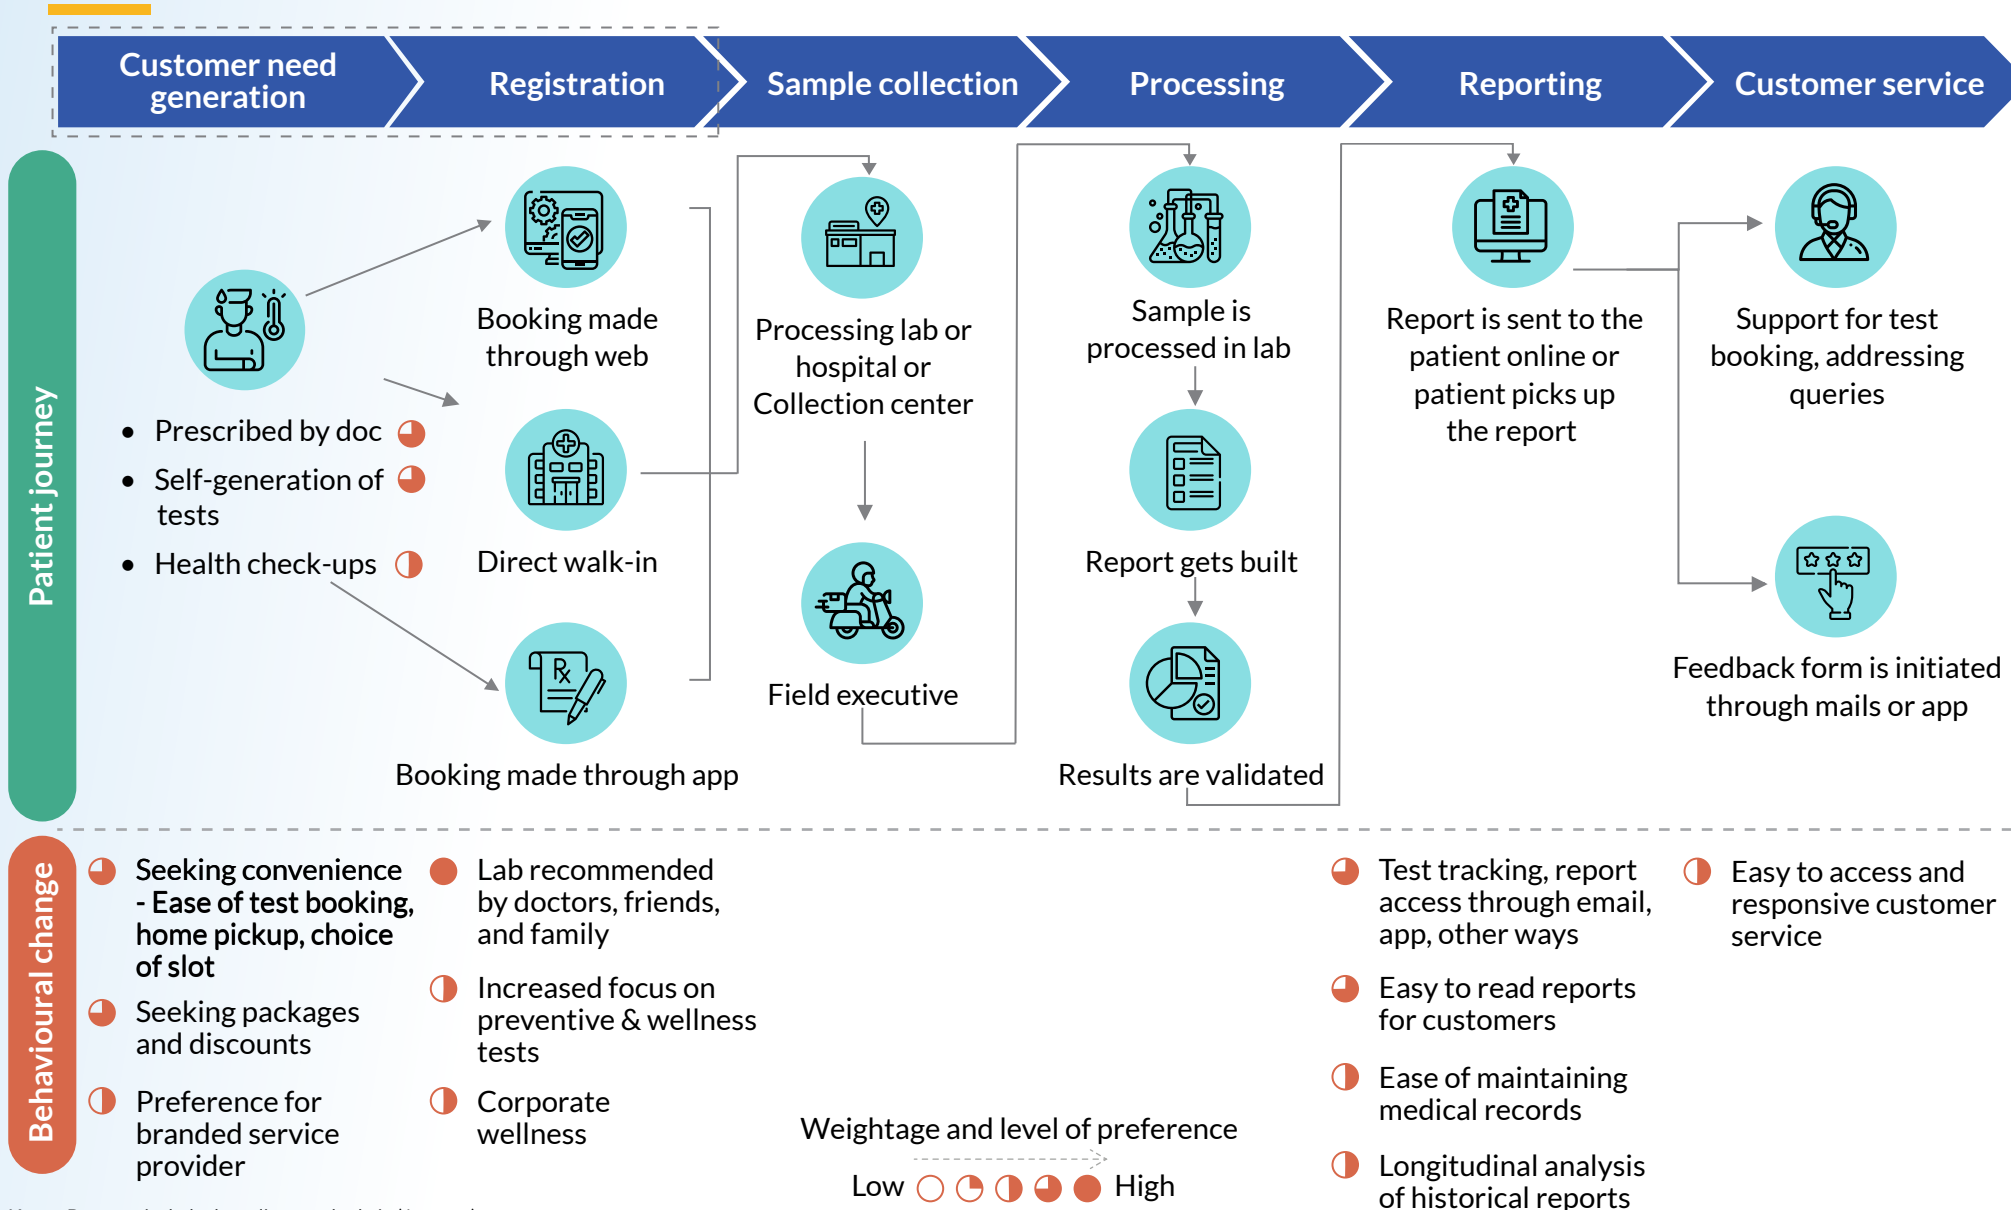 Customer need
generation
Registration
Sample collection
Processing
Reporting
Customer service
Patient journey
• Prescribed by doc
• Self-generation of
tests
• Health check-ups
Booking made
through web
Direct walk-in
Rx
Booking made through app
Processing lab or
hospital or
Collection center
Field executive
Sample is
processed in lab
Report gets built
Results are validated
Report is sent to the
patient online or
patient picks up
the report
Support for test
booking, addressing
queries
Feedback form is initiated
through mails or app
Behavioural change
Seeking convenience
- Ease of test booking,
home pickup, choice
of slot
Seeking packages
and discounts
Preference for
branded service
provider
Lab recommended
by doctors, friends,
and family
Increased focus on
preventive & wellness
tests
Corporate
wellness
Test tracking, report
access through email,
app, other ways
Easy to read reports
for customers
Ease of maintaining
medical records
Longitudinal analysis
of historical reports
Easy to access and
responsive customer
service
Weightage and level of preference
Low
High